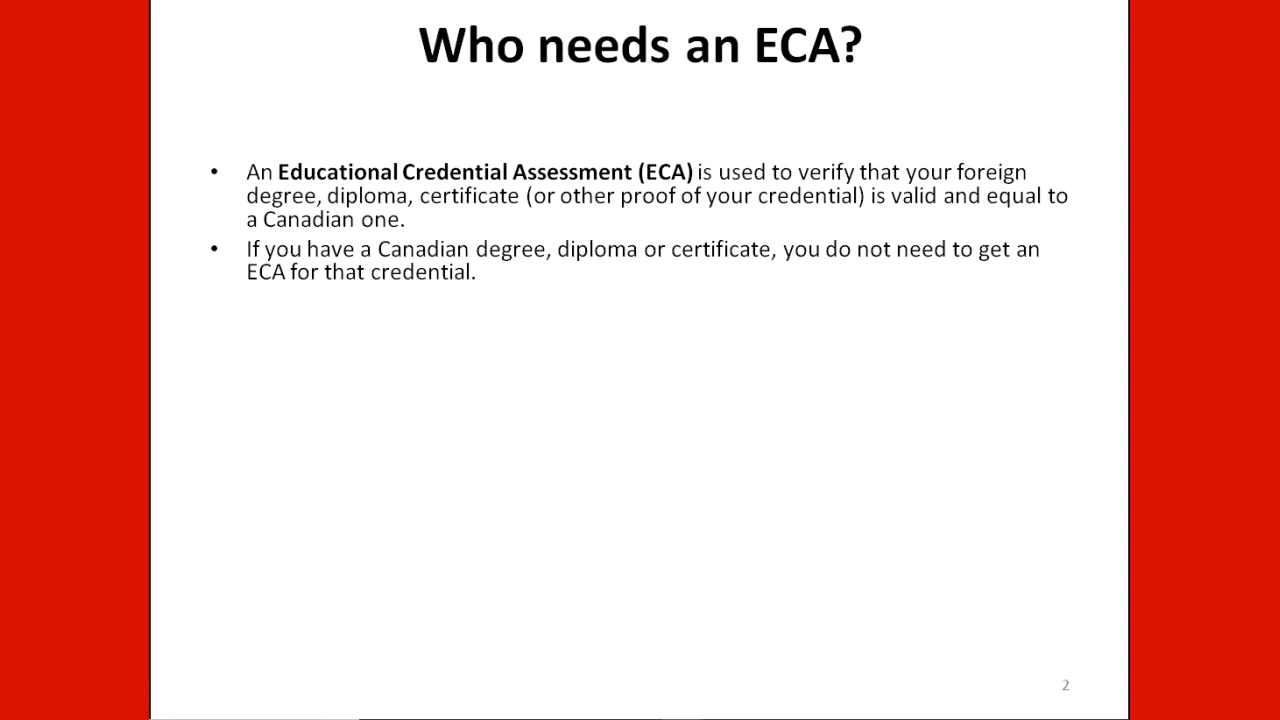 Who needs an ECA?
• An Educational Credential Assessment (ECA) is used to verify that your foreign
degree, diploma, certificate (or other proof of your credential) is valid and equal to
a Canadian one.
• If you have a Canadian degree, diploma or certificate, you do not need to get an
ECA for that credential.
2